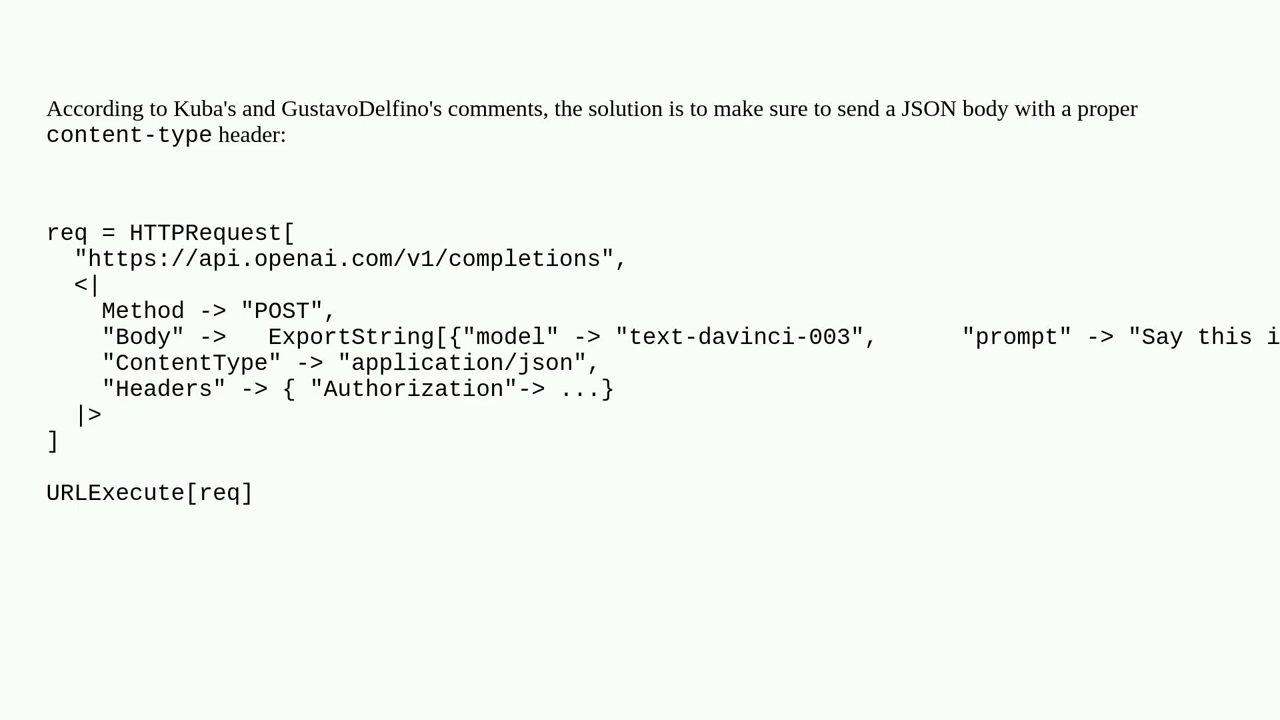 According to Kuba's and GustavoDelfino's comments, the solution is to make sure to send a JSON body with a proper
content-type header:
req = HTTPRequest[
  "https://api.openai.com/v1/completions",
  <|
    Method -> "POST",
    "Body" ->   ExportString[{"model" -> "text-davinci-003",      "prompt" -> "Say this
    "ContentType" -> "application/json",
    "Headers" -> { "Authorization"-> ...}
  |>
]
URLExecute[req]